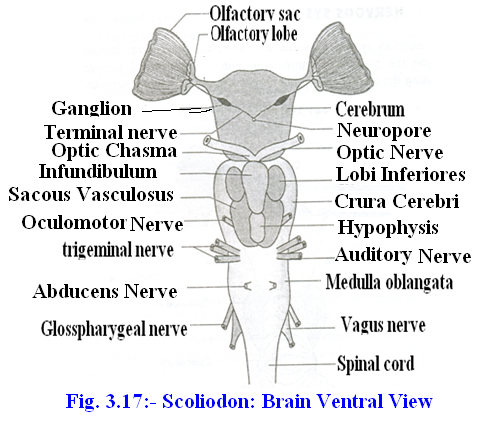 Olfactory sac
Olfactory lobe
Ganglion
Cerebrum
Terminal nerve
Neuropore
Optic Chasma
Optic Nerve
Infundibulum
Lobi Inferiores
Sacous Vasculosus
Crura Cerebri
Oculomotor Nerve
Hypophysis
trigeminal nerve
Auditory Nerve
Abducens Nerve
Medulla oblangata
Glosspharygeal nerve
Vagus nerve
Spinal cord
Fig. 3.17:- Scoliodon: Brain Ventral View